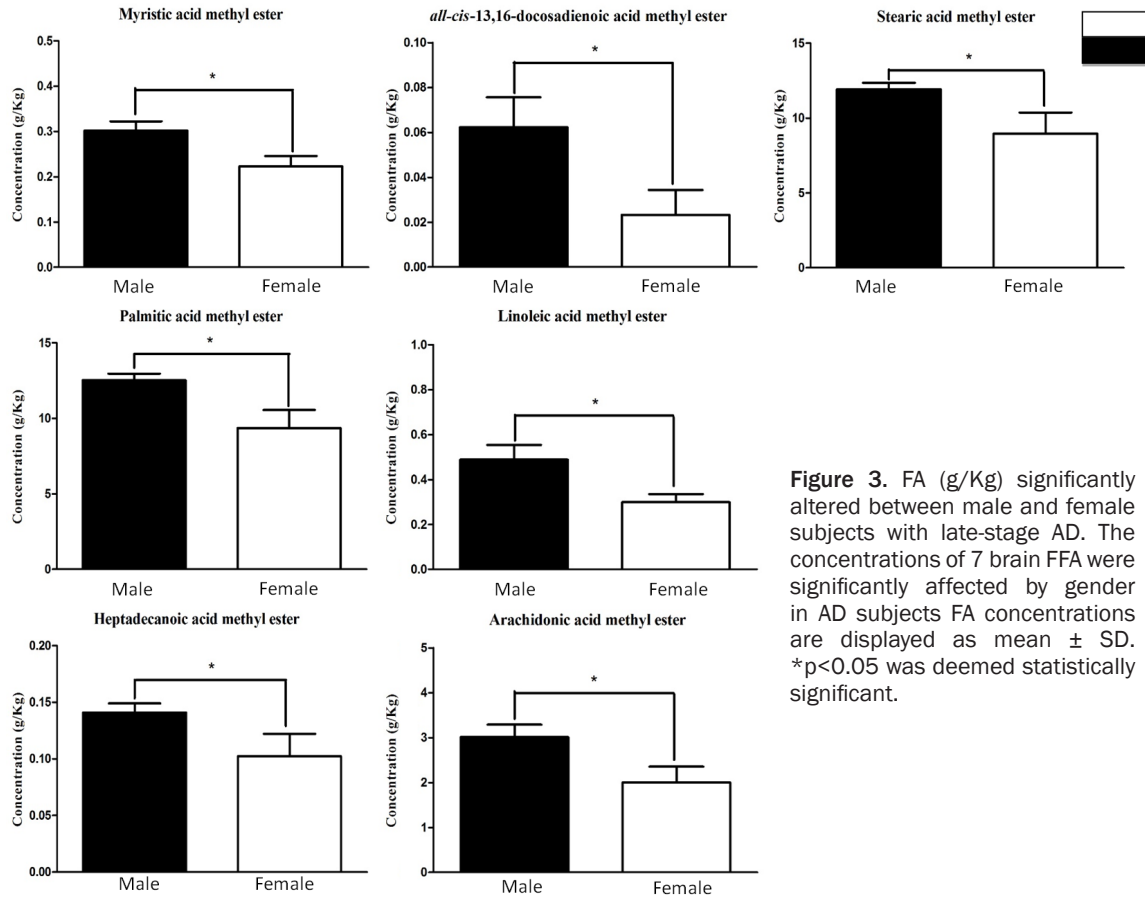 Myristic acid methyl ester
Concentration (g/Kg)
0.5
0.4
0.3
0.2
0.1
0.0
*
Male Female
all-cis-13,16-docosadienoic acid methyl ester
Concentration (g/Kg)
0.10
0.08
0.06
0.04
0.02
0.00
*
Male Female
Stearic acid methyl ester
Concentration (g/Kg)
15
10
5
0
*
Male Female
Palmitic acid methyl ester
Concentration (g/Kg)
15
10
5
0
*
Male Female
Linoleic acid methyl ester
Concentration (g/Kg)
1.0
0.8
0.6
0.4
0.2
0.0
*
Male Female
Heptadecanoic acid methyl ester
Concentration (g/Kg)
0.20
0.15
0.10
0.05
0.00
*
Male Female
Arachidonic acid methyl ester
Concentration (g/Kg)
5
4
3
2
1
0
*
Male Female
Figure 3. FA (g/Kg) significantly
altered between male and female
subjects with late-stage AD. The
concentrations of 7 brain FFA were
significantly affected by gender
in AD subjects FA concentrations
are displayed as mean ± SD.
*p<0.05 was deemed statistically
significant.